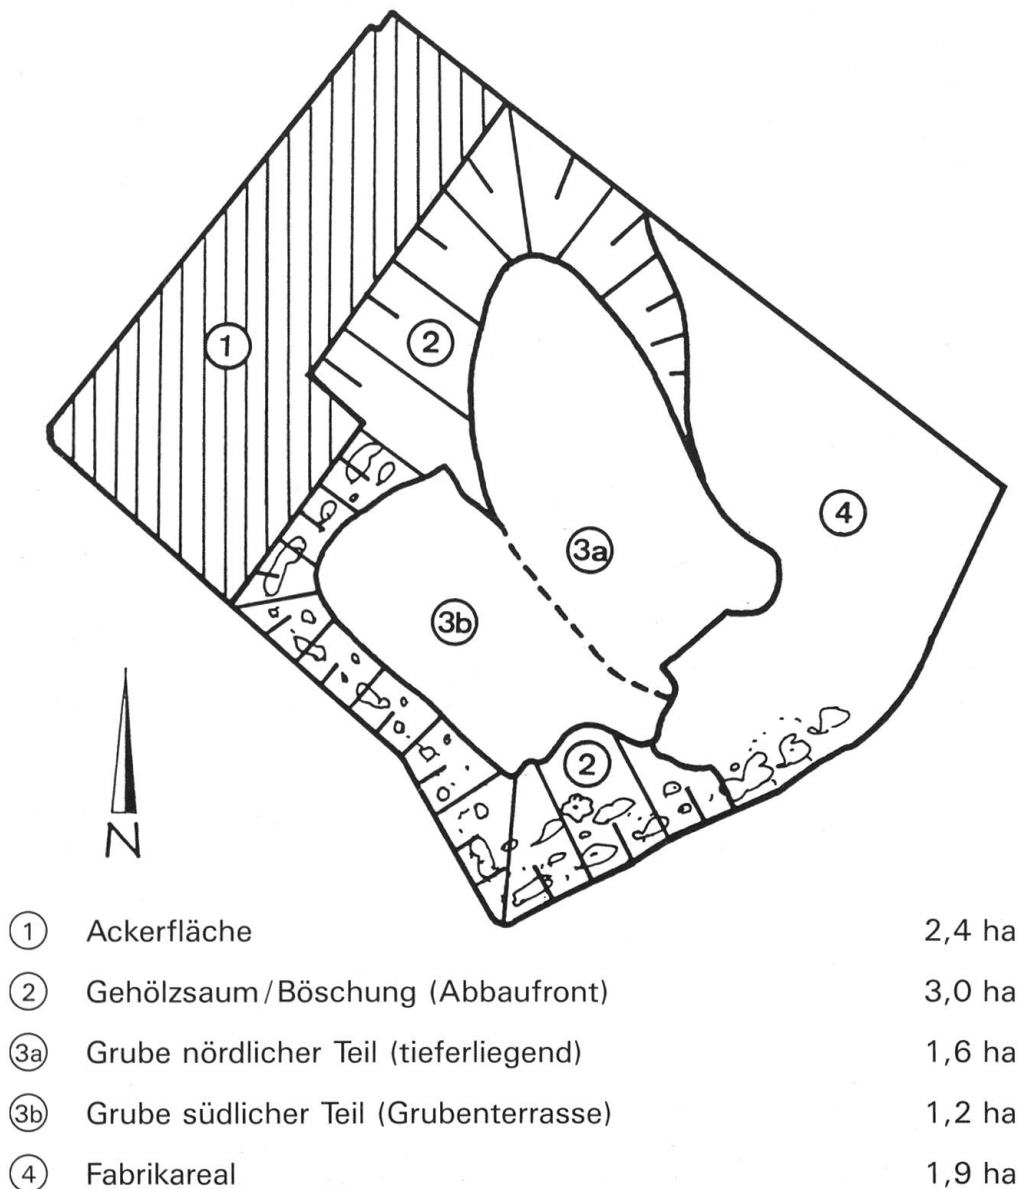 1
2
4
3a
3b
2
N
1 Ackerfläche 2,4 ha
2 Gehölzsaum/Böschung (Abbaufront) 3,0 ha
3a Grube nördlicher Teil (tieferliegend) 1,6 ha
3b Grube südlicher Teil (Grubenterrasse) 1,2 ha
4 Fabrikareal 1,9 ha